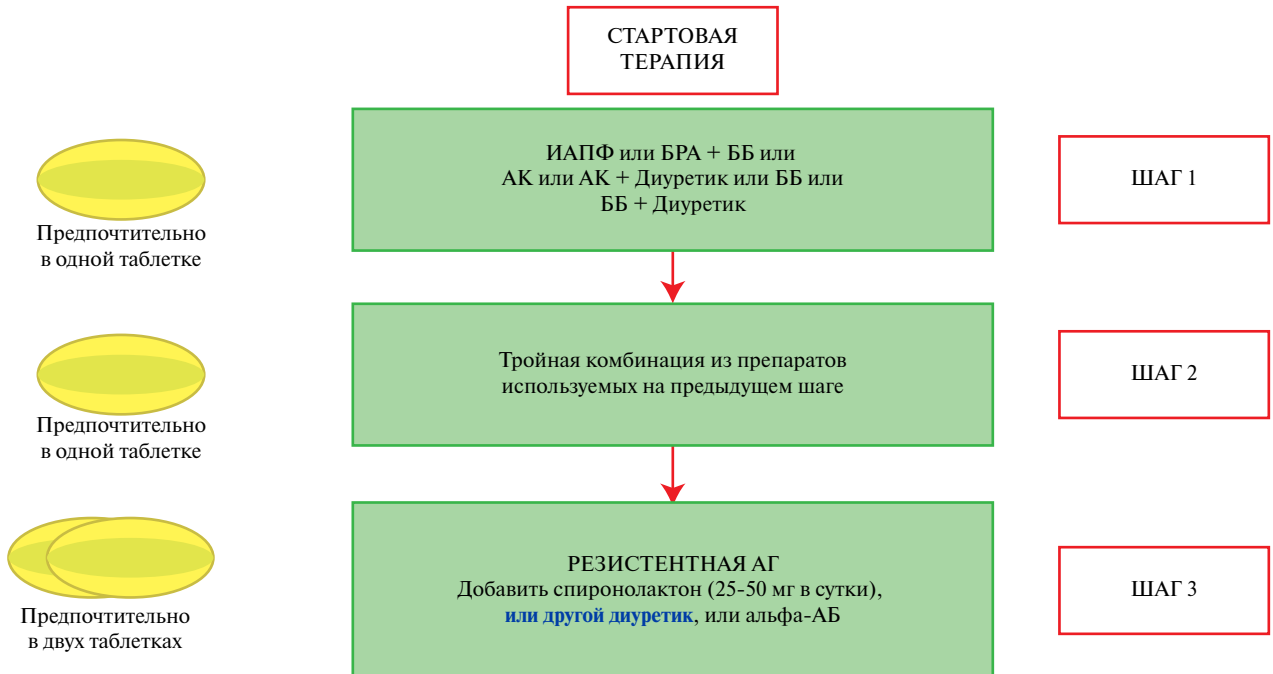 СТАРТОВАЯ
ТЕРАПИЯ
Предпочтительно
в одной таблетке
ИАПФ или БРА + ББ или
АК или АК + Диуретик или ББ или
ББ + Диуретик
ШАГ 1
Предпочтительно
в одной таблетке
Тройная комбинация из препаратов
используемых на предыдущем шаге
ШАГ 2
Предпочтительно
в двух таблетках
РЕЗИСТЕНТНАЯ АГ
Добавить спиронолактон (25-50 мг в сутки),
или другой диуретик, или альфа-АБ
ШАГ 3